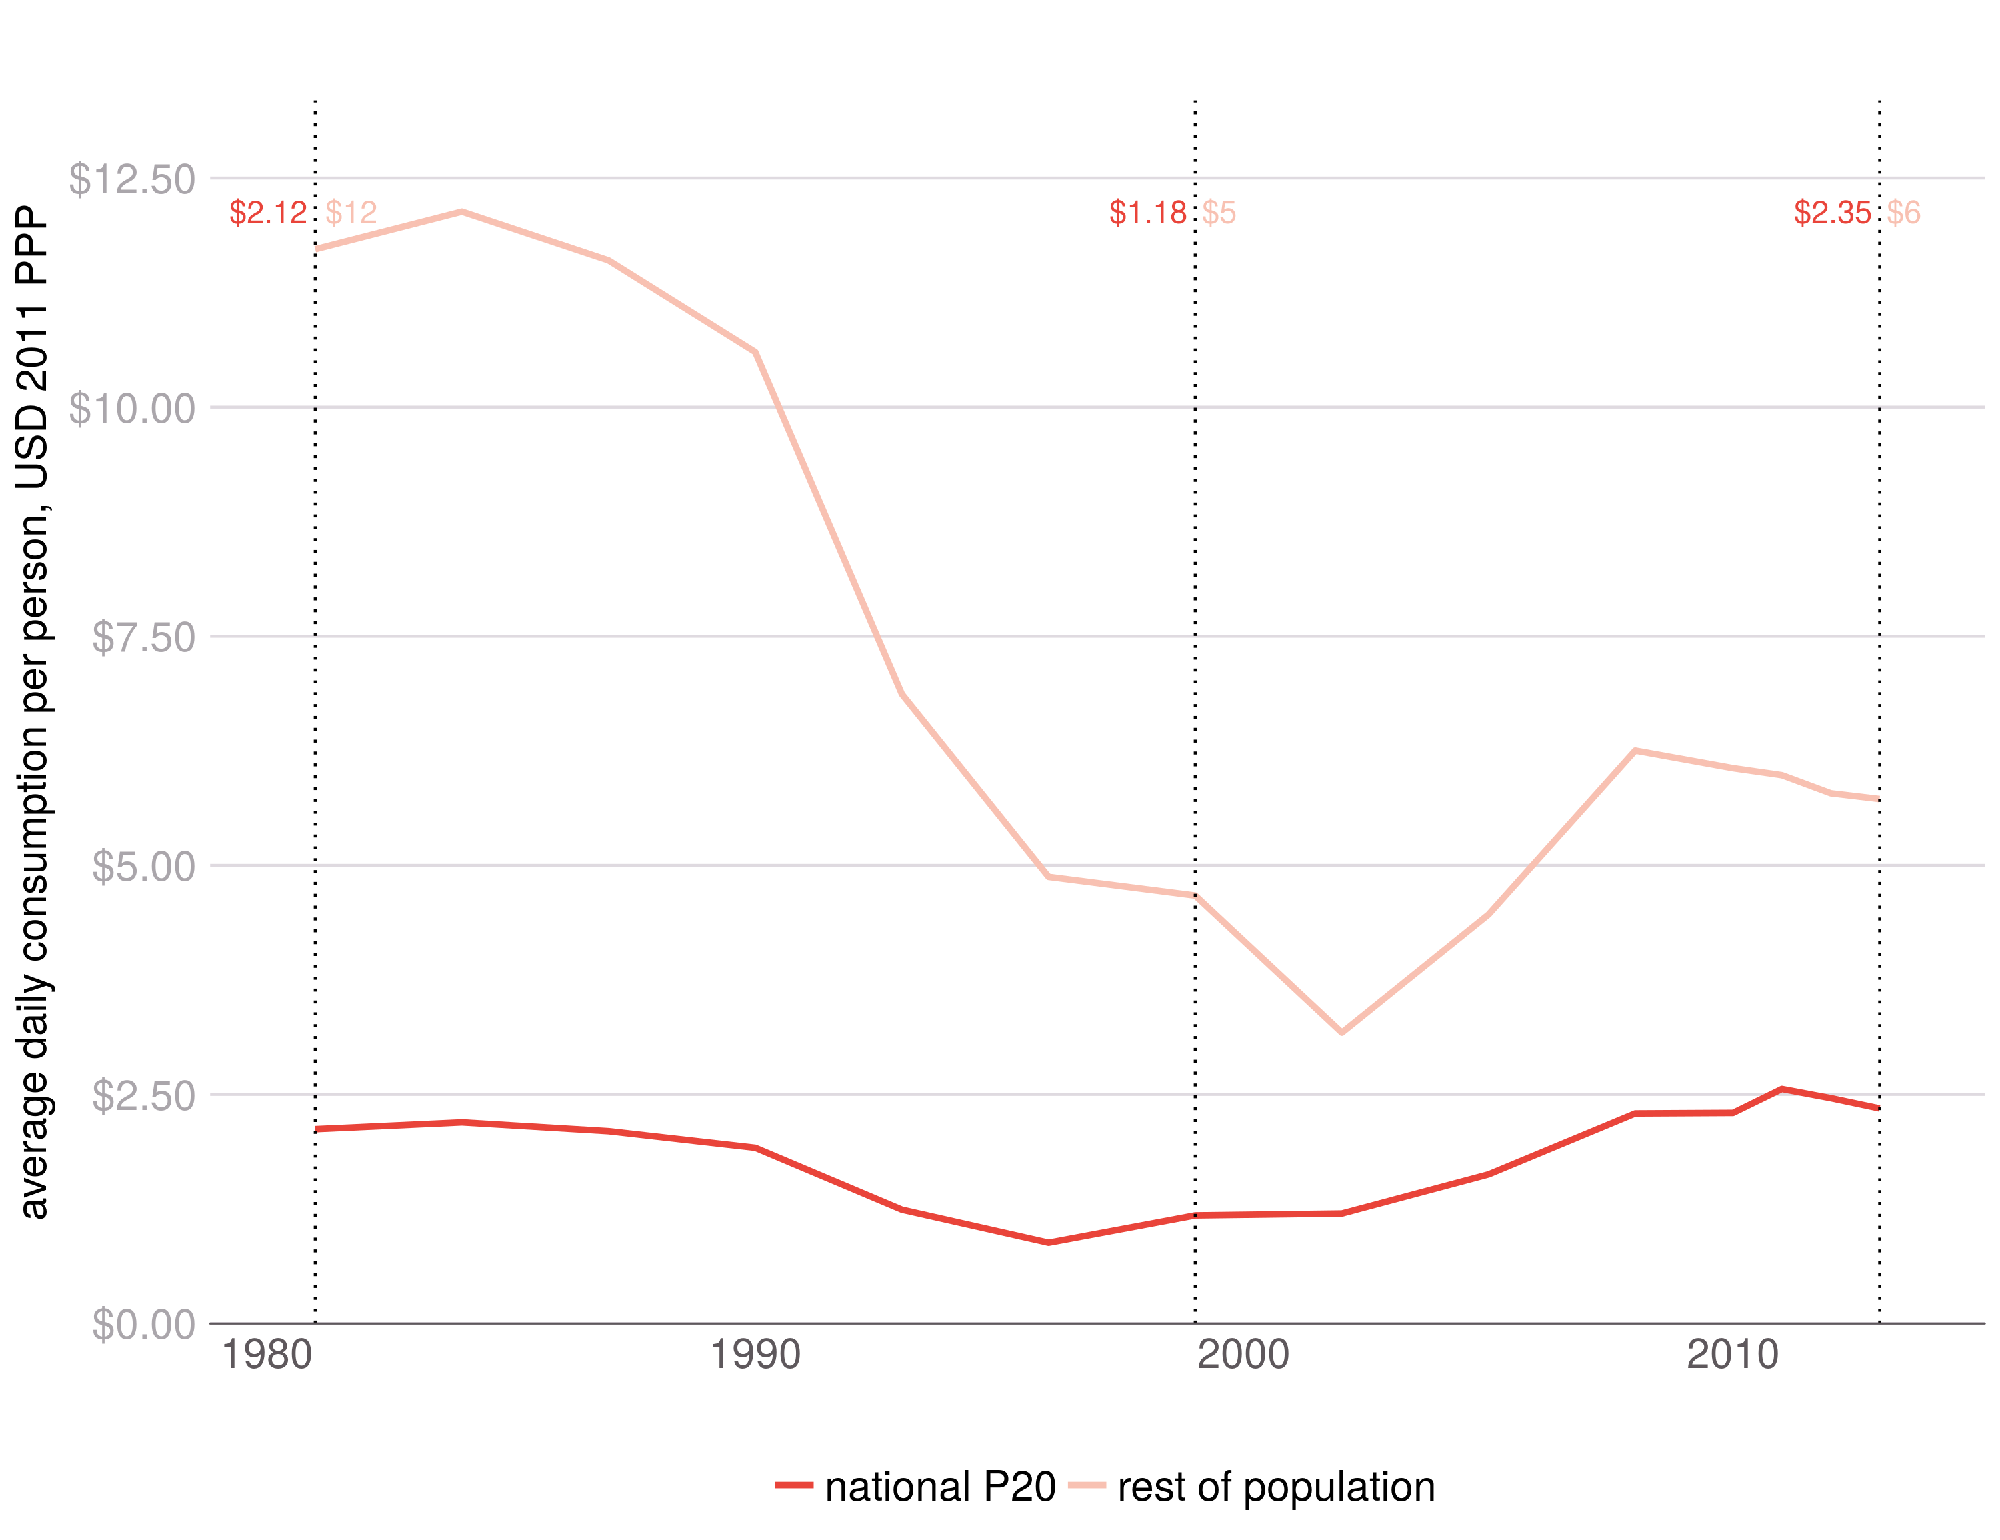 average daily consumption per person, USD 2011 PPP
$12.50
$2.12 $12 $1.18 $5 $2.35 $6
$10.00
$7.50
$5.00
$2.50
$0.00
1980 1990 2000 2010
national P20 rest of population